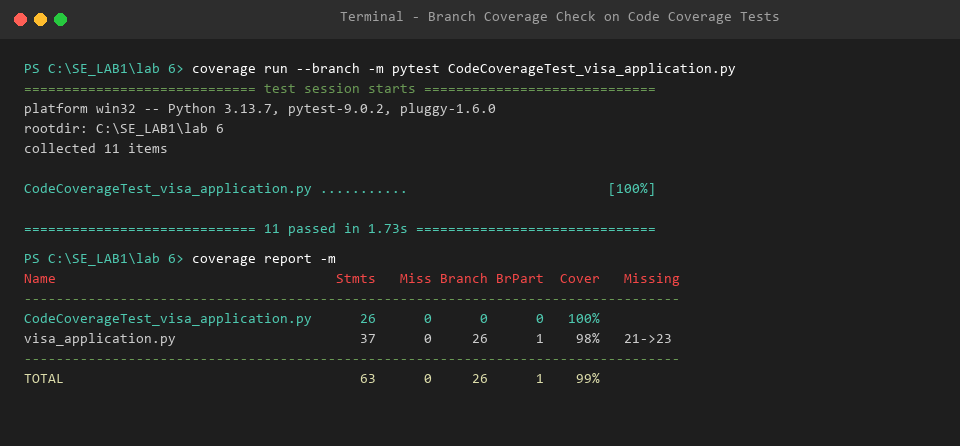 Terminal - Branch Coverage Check on Code Coverage Tests
PS C:\SE_LAB1\lab 6> coverage run --branch -m pytest CodeCoverageTest_visa_application.py
============================= test session starts =============================
platform win32 -- Python 3.13.7, pytest-9.0.2, pluggy-1.6.0
rootdir: C:\SE_LAB1\lab 6
collected 11 items
CodeCoverageTest_visa_application.py ........... [100%]
============================= 11 passed in 1.73s ==============================
PS C:\SE_LAB1\lab 6> coverage report -m
Name Stmts Miss Branch BrPart Cover Missing
----------------------------------------------------------------------------------
CodeCoverageTest_visa_application.py 26 0 0 0 100%
visa_application.py 37 0 26 1 98% 21->23
----------------------------------------------------------------------------------
TOTAL 63 0 26 1 99%